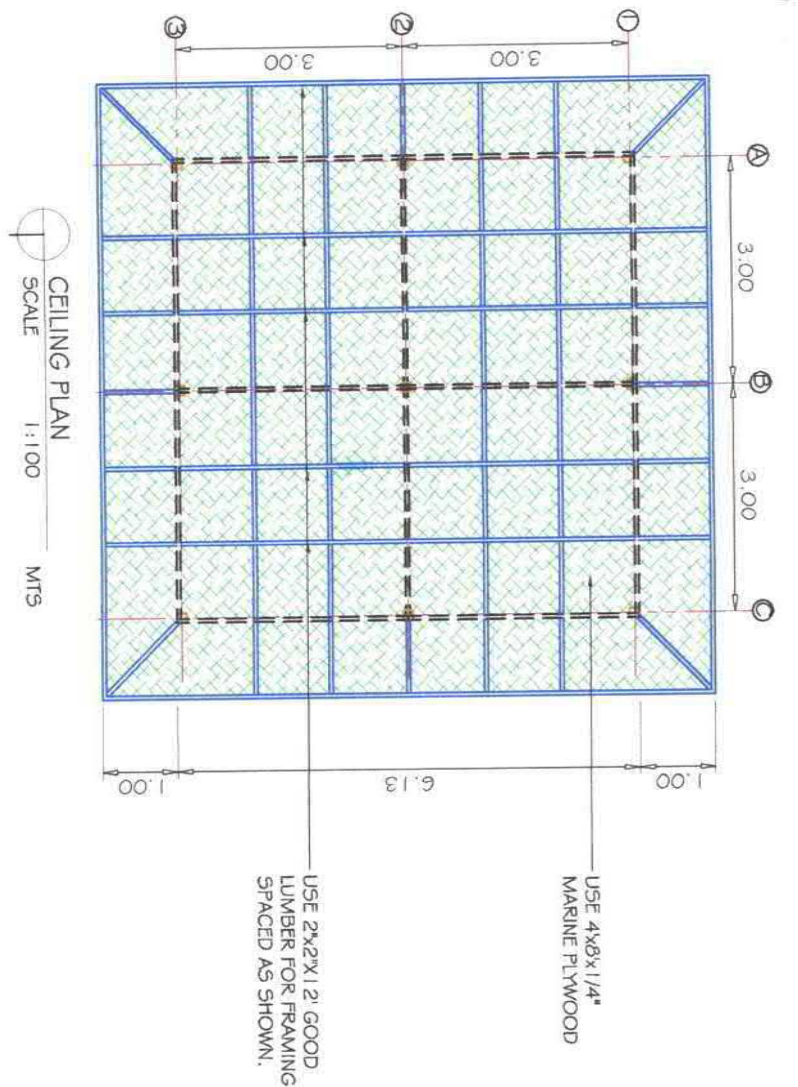 3
2
1
3.00
3.00
A
B
C
3.00
3.00
1.00
6.13
1.00
USE 4'x8'x1/4"
MARINE PLYWOOD
USE 2"x2"X12' GOOD
LUMBER FOR FRAMING
SPACED AS SHOWN.
CEILING PLAN
SCALE 1:100 MTS